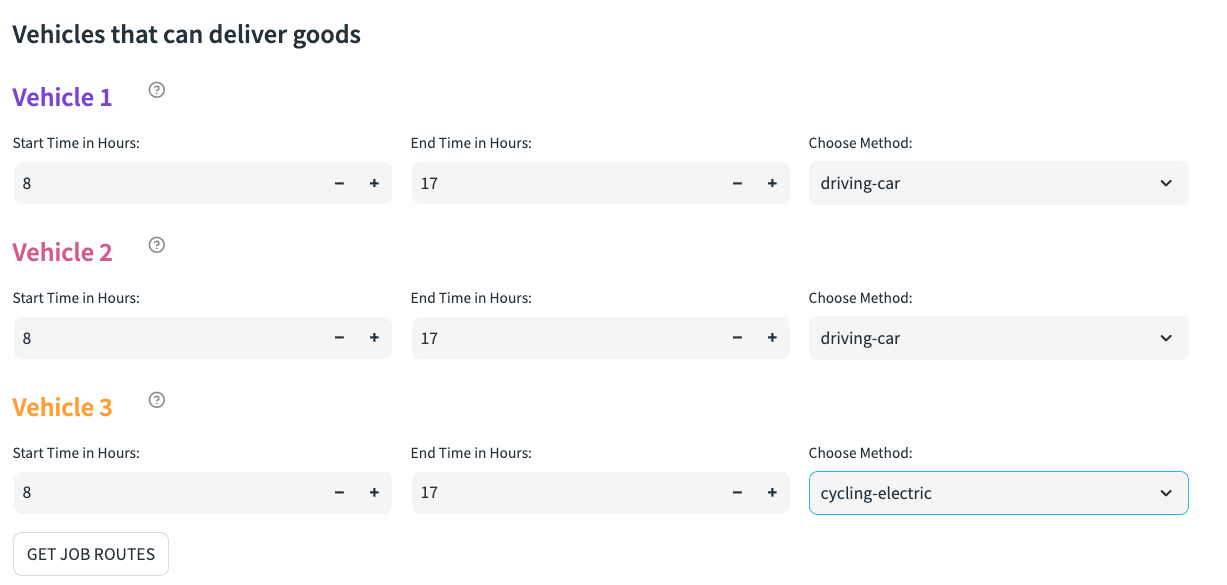 Vehicles that can deliver goods
Vehicle 1
Start Time in Hours: End Time in Hours: Choose Method:
8 − + 17 − + driving-car
Vehicle 2
Start Time in Hours: End Time in Hours: Choose Method:
8 − + 17 − + driving-car
Vehicle 3
Start Time in Hours: End Time in Hours: Choose Method:
8 − + 17 − + cycling-electric
GET JOB ROUTES